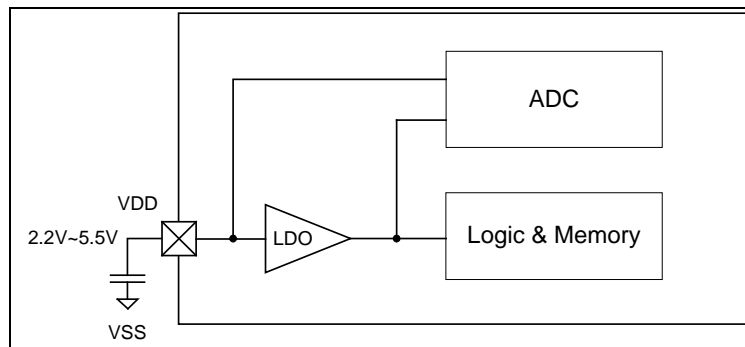 ADC
VDD
2.2V~5.5V
LDO
Logic & Memory
VSS